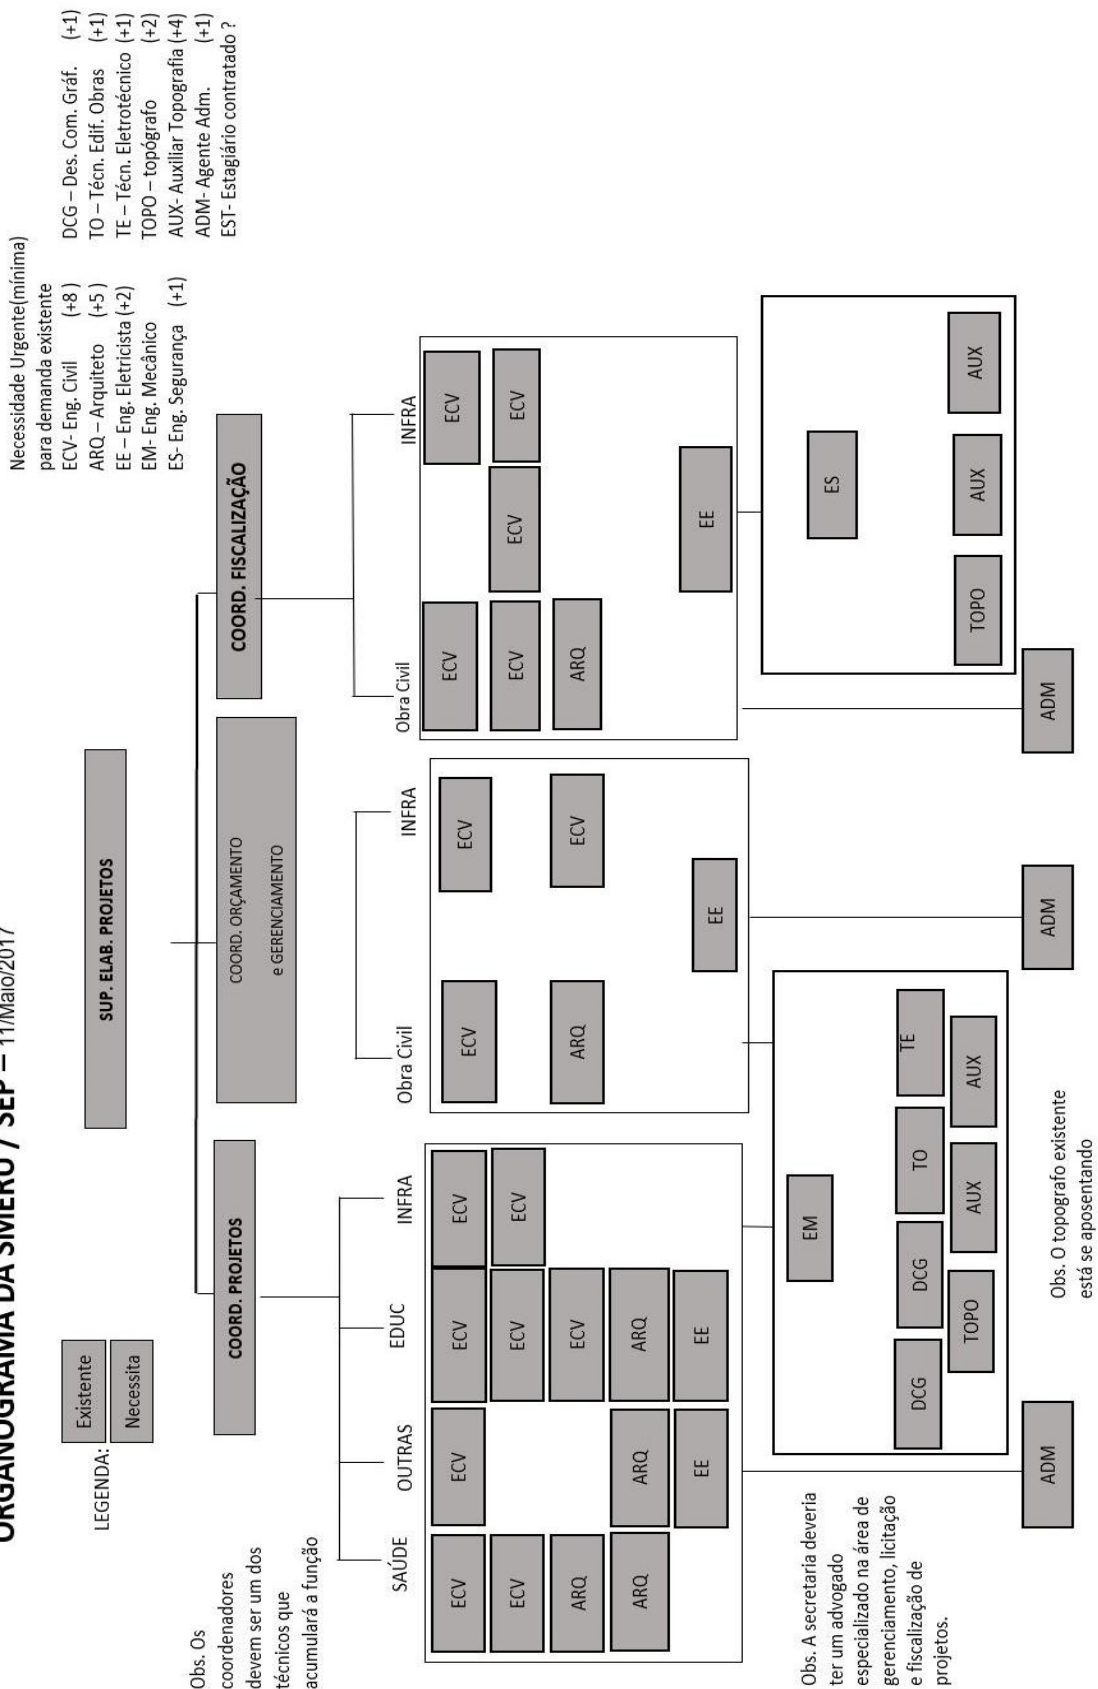 ORGANOGRAMA DA SMERO / SEP – 11/Maio/2017
LEGENDA:
Existente
Necessita
Necessidade Urgente(mínima)
para demanda existente
ECV- Eng. Civil (+8 )
ARQ – Arquiteto (+5 )
EE – Eng. Eletricista (+2)
EM- Eng. Mecânico
ES- Eng. Segurança (+1)
DCG – Des. Com. Gráf. (+1)
TO – Técn. Edif. Obras (+1)
TE – Técn. Eletrotécnico (+1)
TOPO – topógrafo (+2)
AUX- Auxiliar Topografia (+4)
ADM- Agente Adm. (+1)
EST- Estagiário contratado ?
SUP. ELAB. PROJETOS
Obs. Os
coordenadores
devem ser um dos
técnicos que
acumulará a função
COORD. PROJETOS
COORD. ORÇAMENTO
e GERENCIAMENTO
COORD. FISCALIZAÇÃO
SAÚDE OUTRAS EDUC INFRA
ECV ECV ECV ECV
ECV ECV ECV
ARQ ECV
ARQ ARQ ARQ
EE EE
Obra Civil INFRA
ECV ECV
ARQ ECV
EE
Obra Civil INFRA
ECV ECV
ECV ECV ECV
ARQ
EE
EM
DCG DCG TO TE
TOPO AUX AUX
ES
TOPO AUX AUX
ADM
ADM
ADM
Obs. A secretaria deveria
ter um advogado
especializado na área de
gerenciamento, licitação
e fiscalização de
projetos.
Obs. O topografo existente
está se aposentando